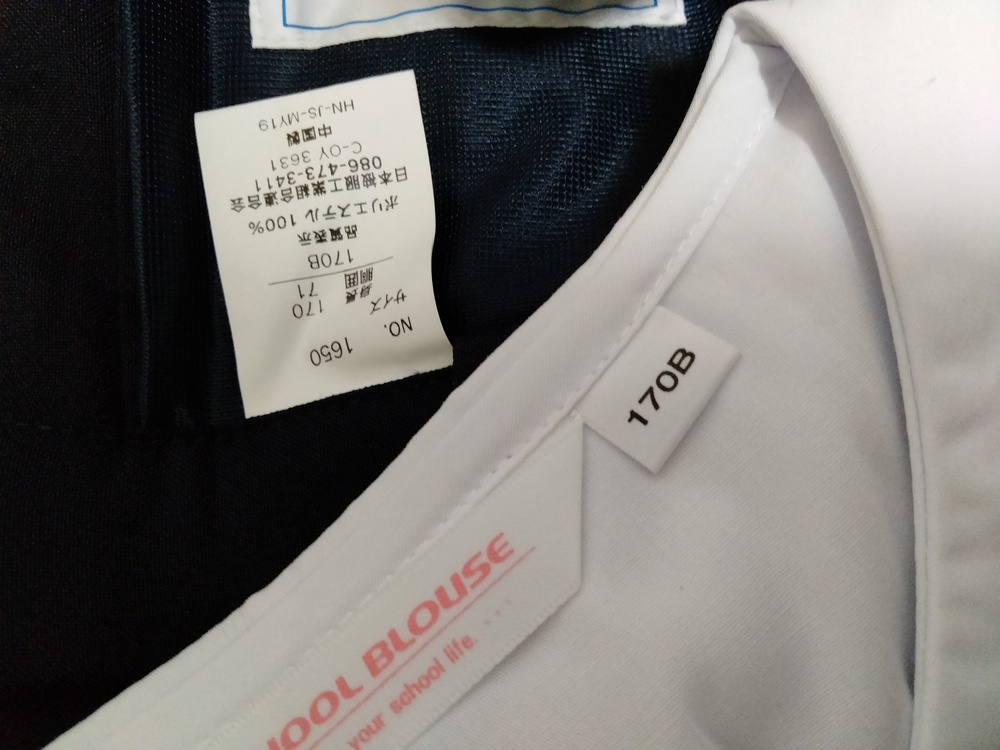 NO. 1650
サイズ
身長 170
胴囲 71
170B
品質表示
ポリエステル 100%
日本被服工業組合連合会
086-473-3411
C-OY 3631
中国製
HN-JS-MY19
170B
HOOL BLOUSE
your school life. ...